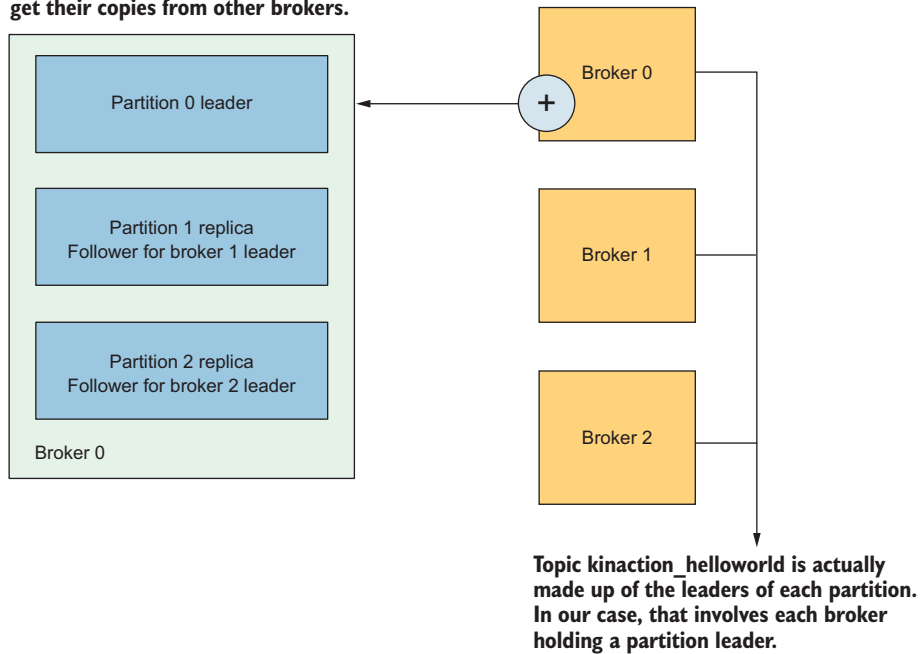 get their copies from other brokers.
Partition 0 leader
Partition 1 replica
Follower for broker 1 leader
Partition 2 replica
Follower for broker 2 leader
Broker 0
+
Broker 0
Broker 1
Broker 2
Topic kinaction_helloworld is actually
made up of the leaders of each partition.
In our case, that involves each broker
holding a partition leader.